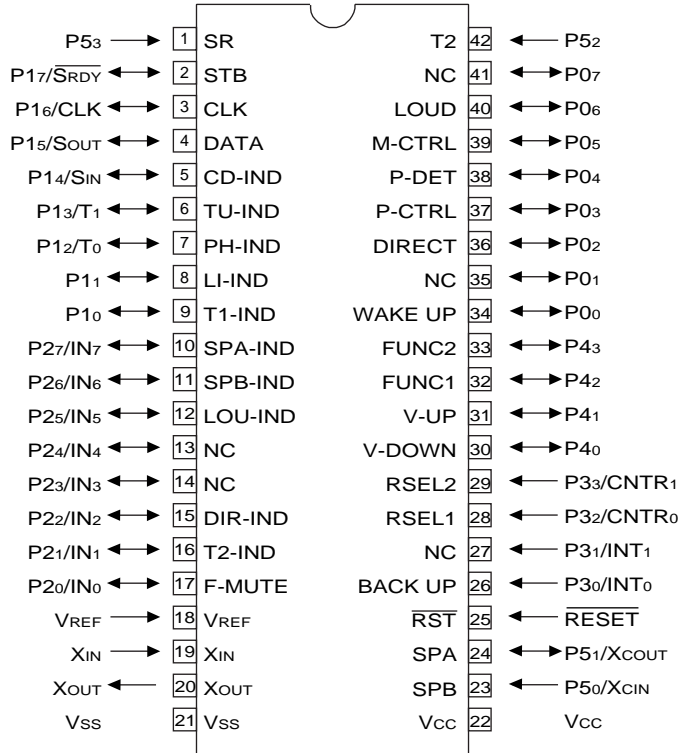 P5₃ 1 SR T2 42 P5₂
P1₇/S̅R̅D̅Y̅ 2 STB NC 41 P0₇
P1₆/CLK 3 CLK LOUD 40 P0₆
P1₅/SOUT 4 DATA M-CTRL 39 P0₅
P1₄/SIN 5 CD-IND P-DET 38 P0₄
P1₃/T₁ 6 TU-IND P-CTRL 37 P0₃
P1₂/T₀ 7 PH-IND DIRECT 36 P0₂
P1₁ 8 LI-IND NC 35 P0₁
P1₀ 9 T1-IND WAKE UP 34 P0₀
P2₇/IN₇ 10 SPA-IND FUNC2 33 P4₃
P2₆/IN₆ 11 SPB-IND FUNC1 32 P4₂
P2₅/IN₅ 12 LOU-IND V-UP 31 P4₁
P2₄/IN₄ 13 NC V-DOWN 30 P4₀
P2₃/IN₃ 14 NC RSEL2 29 P3₃/CNTR₁
P2₂/IN₂ 15 DIR-IND RSEL1 28 P3₂/CNTR₀
P2₁/IN₁ 16 T2-IND NC 27 P3₁/INT₁
P2₀/IN₀ 17 F-MUTE BACK UP 26 P3₀/INT₀
VREF 18 VREF R̅S̅T̅ 25 R̅E̅S̅E̅T̅
XIN 19 XIN SPA 24 P5₁/XCOUT
XOUT 20 XOUT SPB 23 P5₀/XCIN
VSS 21 VSS VCC 22 VCC